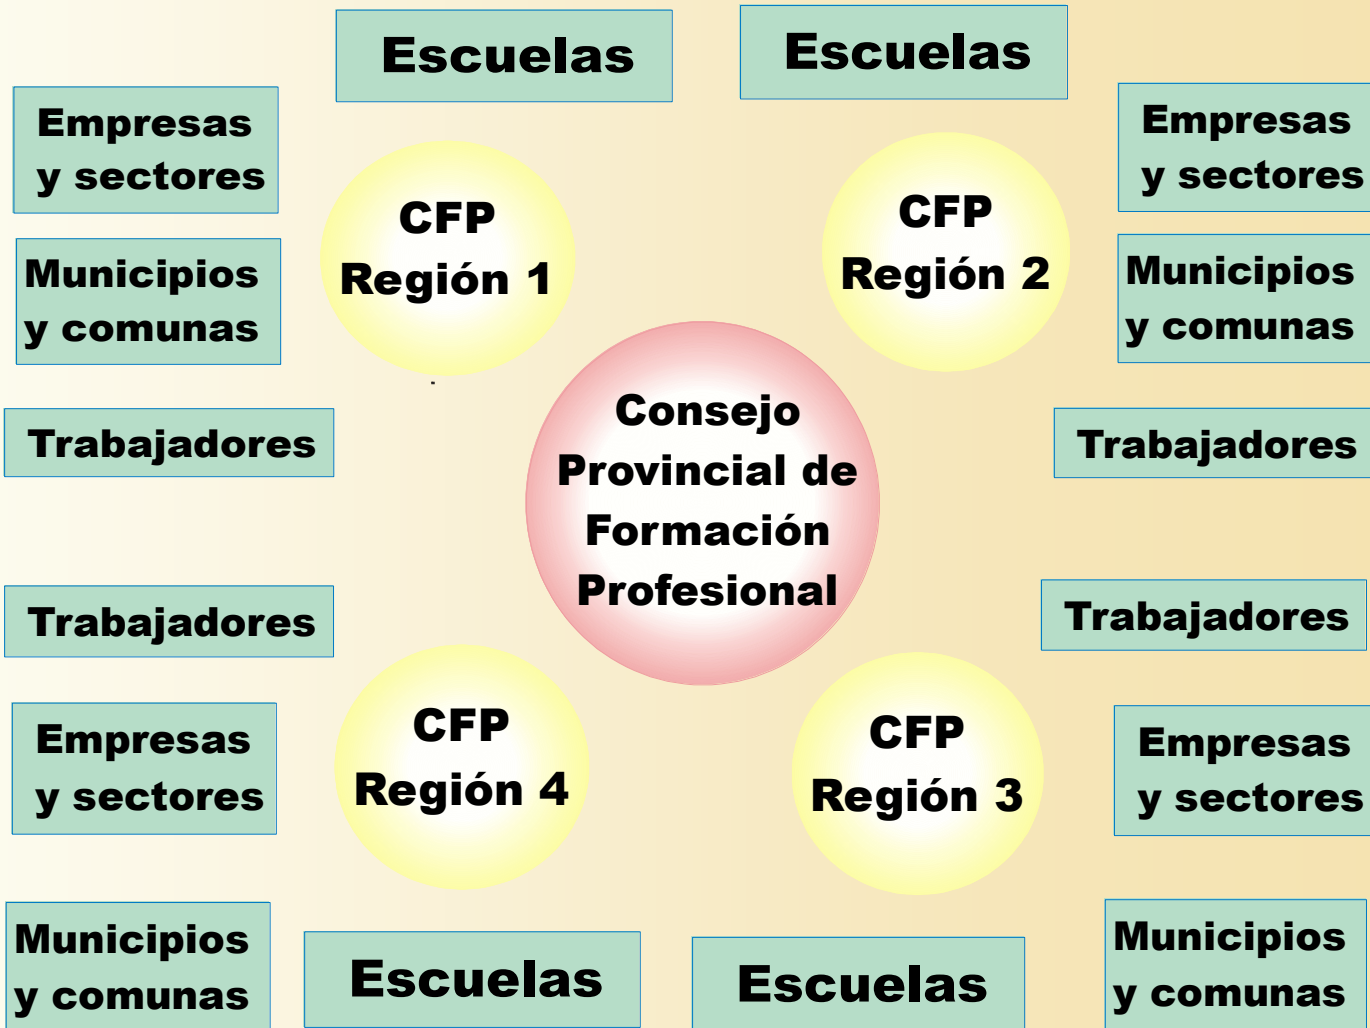 Escuelas
Escuelas
Empresas
y sectores
Empresas
y sectores
CFP
Región 1
CFP
Región 2
Municipios
y comunas
Municipios
y comunas
Consejo
Provincial de
Formación
Profesional
Trabajadores
Trabajadores
Trabajadores
Trabajadores
CFP
Región 4
CFP
Región 3
Empresas
y sectores
Empresas
y sectores
Municipios
y comunas
Escuelas
Escuelas
Municipios
y comunas